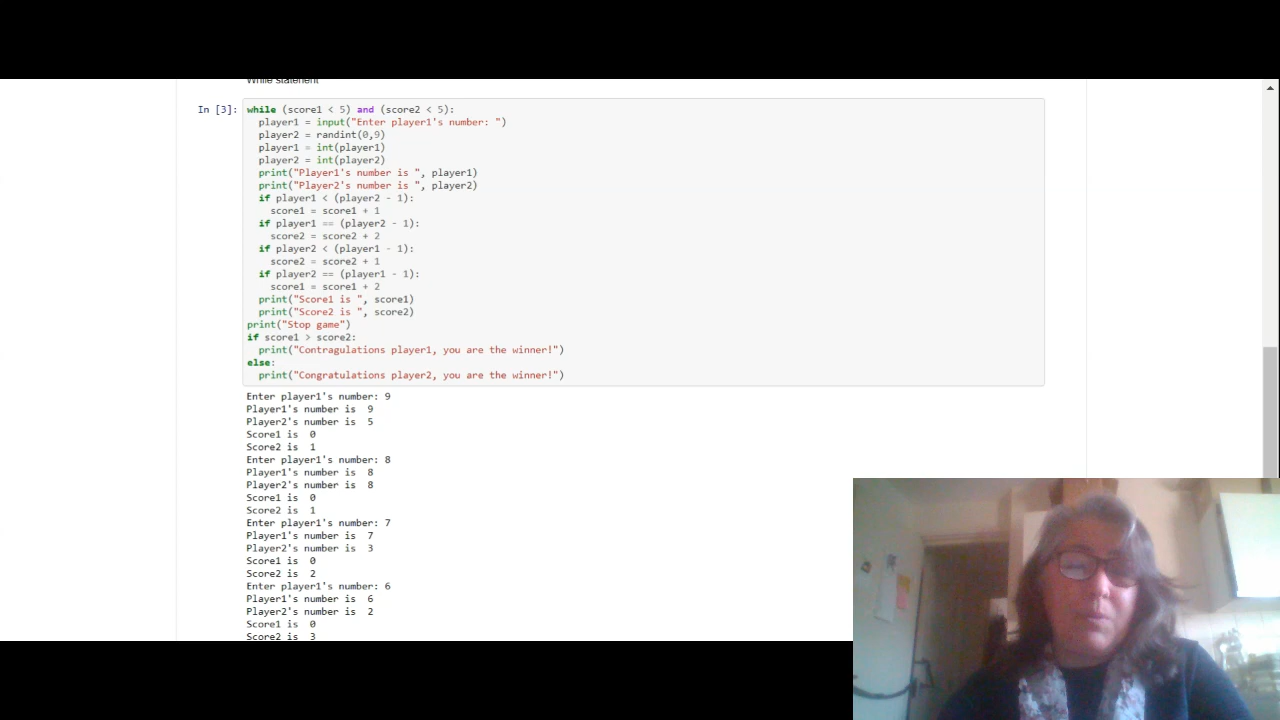 While statement
In [3]: while (score1 < 5) and (score2 < 5):
player1 = input("Enter player1's number: ")
player2 = randint(0,9)
player1 = int(player1)
player2 = int(player2)
print("Player1's number is ", player1)
print("Player2's number is ", player2)
if player1 < (player2 - 1):
score1 = score1 + 1
if player1 == (player2 - 1):
score2 = score2 + 2
if player2 < (player1 - 1):
score2 = score2 + 1
if player2 == (player1 - 1):
score1 = score1 + 2
print("Score1 is ", score1)
print("Score2 is ", score2)
print("Stop game")
if score1 > score2:
print("Contragulations player1, you are the winner!")
else:
print("Congratulations player2, you are the winner!")
Enter player1's number: 9
Player1's number is 9
Player2's number is 5
Score1 is 0
Score2 is 1
Enter player1's number: 8
Player1's number is 8
Player2's number is 8
Score1 is 0
Score2 is 1
Enter player1's number: 7
Player1's number is 7
Player2's number is 3
Score1 is 0
Score2 is 2
Enter player1's number: 6
Player1's number is 6
Player2's number is 2
Score1 is 0
Score2 is 3